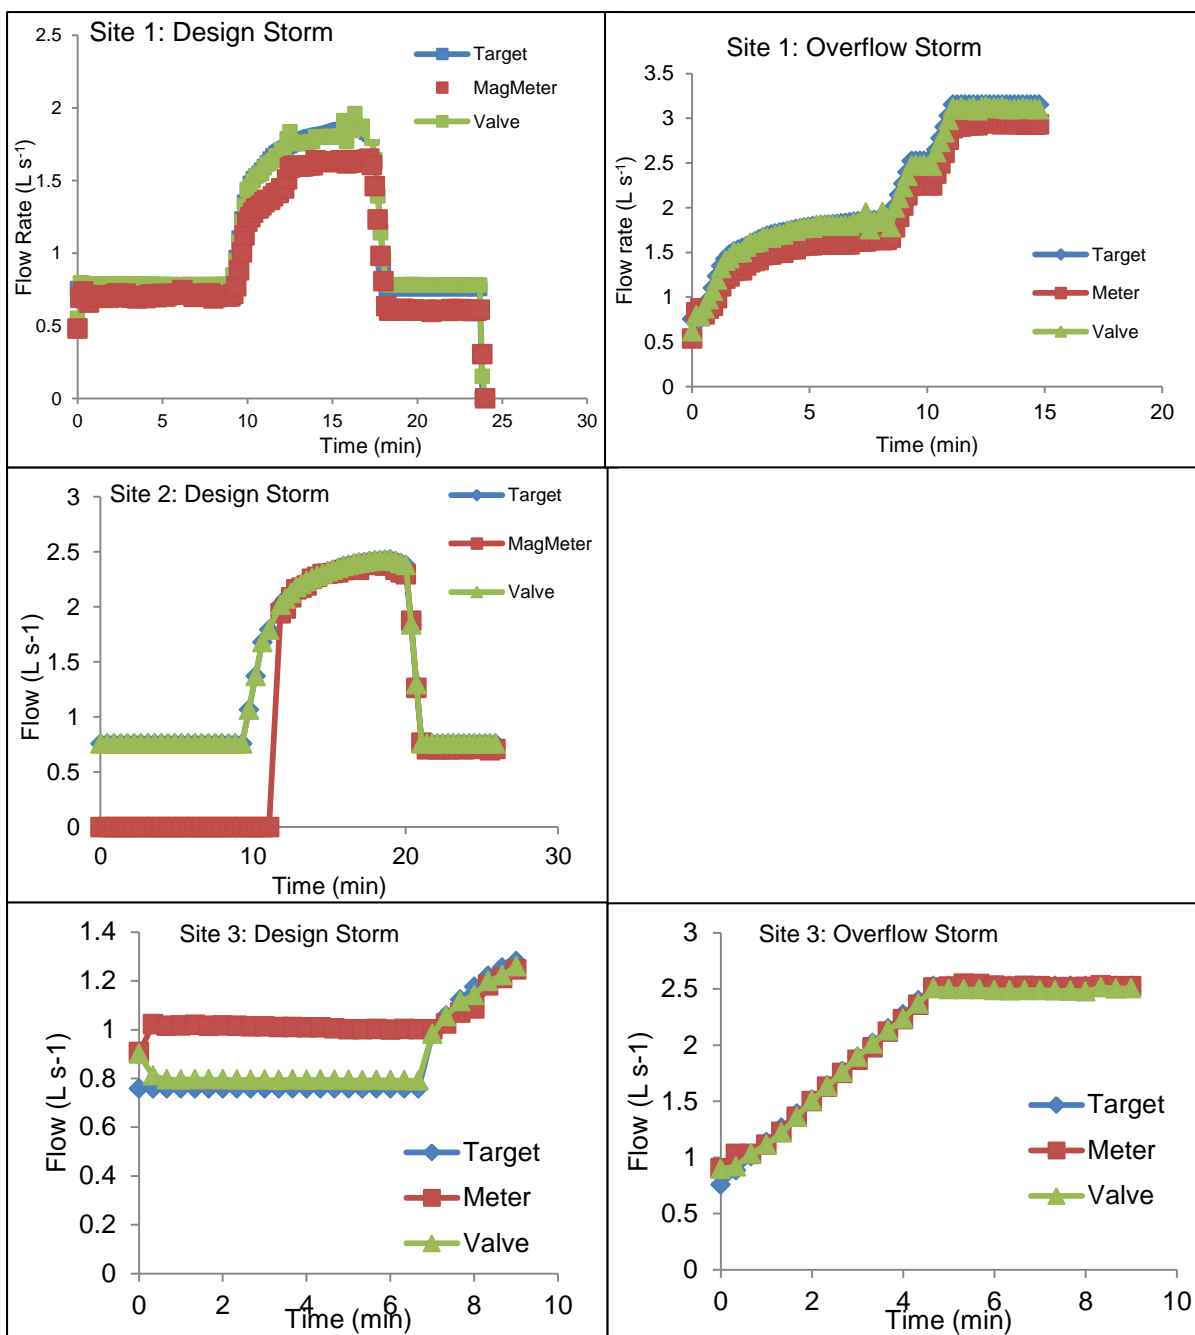 Site 1: Design Storm
2.5
2
1.5
1
0.5
0
Flow Rate (L s-1)
0 5 10 15 20 25 30
Time (min)
Target
MagMeter
Valve
Site 1: Overflow Storm
3.5
3
2.5
2
1.5
1
0.5
0
Flow rate (L s-1)
0 5 10 15 20
Time (min)
Target
Meter
Valve
Site 2: Design Storm
3
2.5
2
1.5
1
0.5
0
Flow (L s-1)
0 10 20 30
Time (min)
Target
MagMeter
Valve
Site 3: Design Storm
1.4
1.2
1
0.8
0.6
0.4
0.2
0
Flow (L s-1)
0 2 4 6 8 10
Time (min)
Target
Meter
Valve
Site 3: Overflow Storm
3
2.5
2
1.5
1
0.5
0
Flow (L s-1)
0 2 4 6 8 10
Time (min)
Target
Meter
Valve